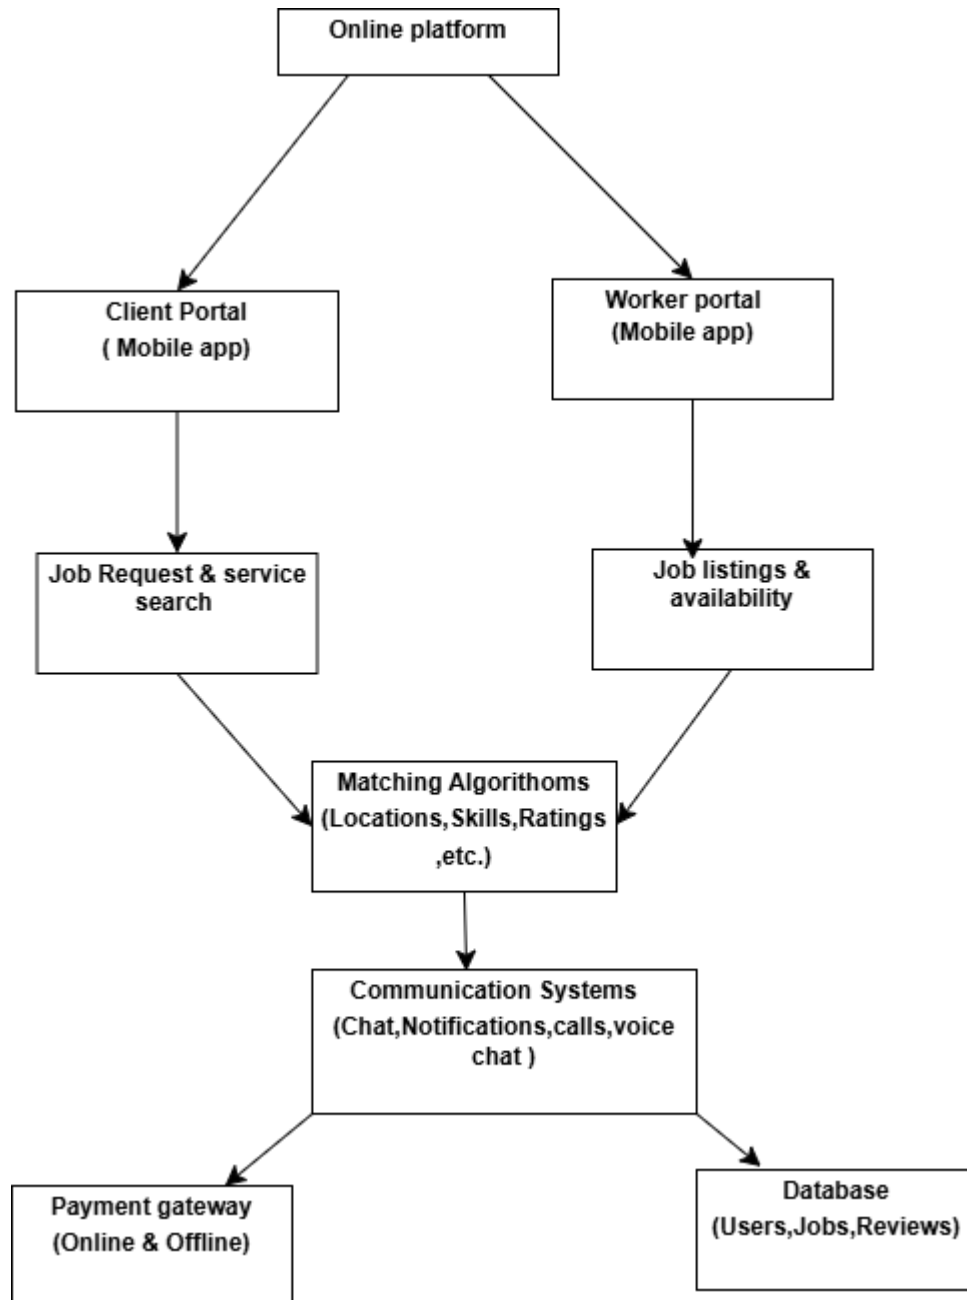 Online platform
Client Portal
( Mobile app)
Worker portal
(Mobile app)
Job Request & service
search
Job listings &
availability
Matching Algorithoms
(Locations,Skills,Ratings
,etc.)
Communication Systems
(Chat,Notifications,calls,voice
chat )
Payment gateway
(Online & Offline)
Database
(Users,Jobs,Reviews)